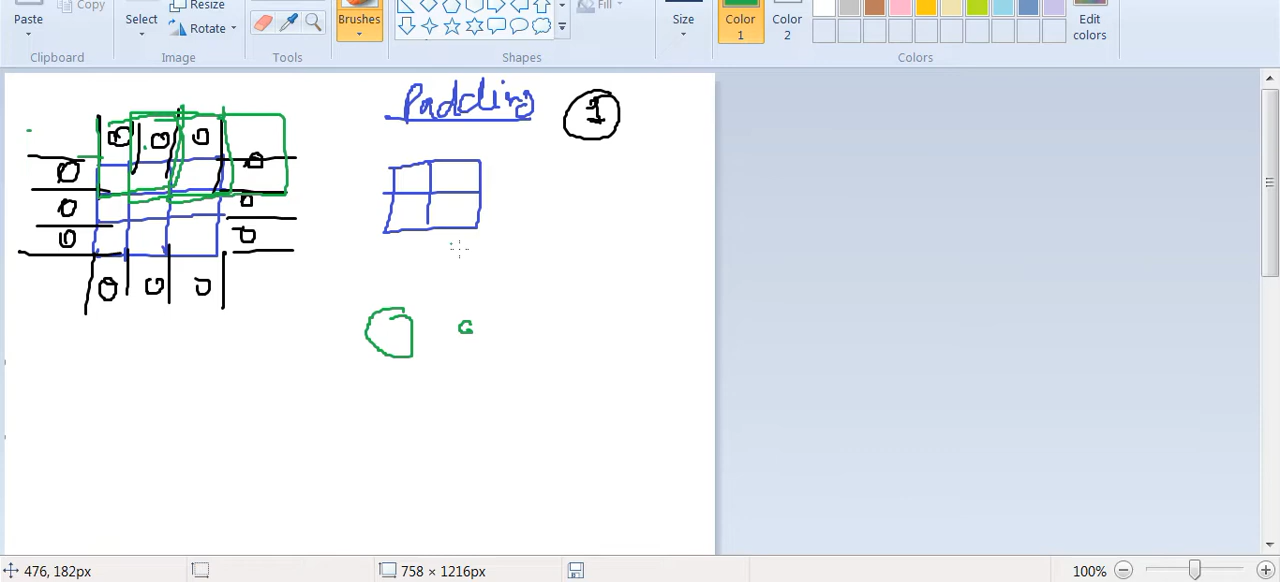 Resize
Copy
Paste
Select
Rotate
Brushes
Fill
Size
Color 1
Color 2
Edit colors
Clipboard
Image
Tools
Shapes
Colors
Padding
1
0 0 0
0 0
0 0
0 0
0 0 0
476, 182px
758 × 1216px
100%